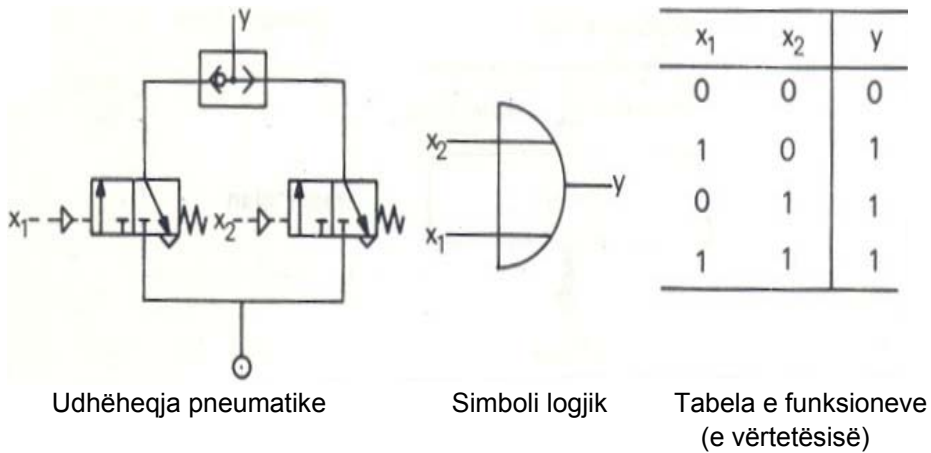 y
x₁
x₂
x₂
x₁
y
x₁ x₂ y
0 0 0
1 0 1
0 1 1
1 1 1
Udhëheqja pneumatike
Simboli logjik
Tabela e funksioneve
(e vërtetësisë)